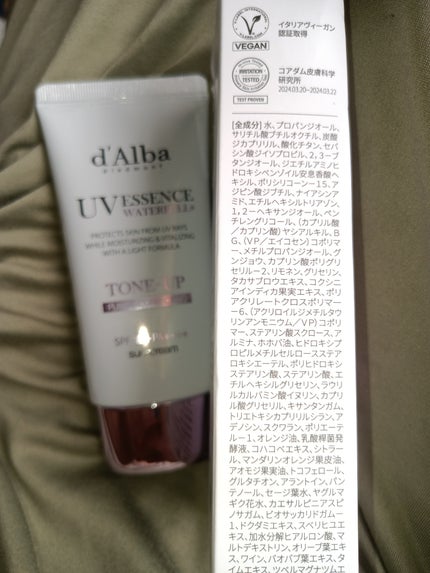 d'Alba
piedmont
UV ESSENCE
WATERFULL
PROTECTS SKIN FROM UV RAYS
WHILE MOISTURIZING & VITALIZING
WITH A LIGHT FORMULA
TONE-UP
SPF
sunscreen
VEGAN
イタリアヴィーガン
認証取得
IRRITATION
TESTED
TEST PROVEN
コアダム皮膚科学
研究所
2024.03.20~2024.03.22
[全成分] 水、プロパンジオール、
サリチル酸ブチルオクチル、炭酸
ジカプリリル、酸化チタン、セバ
シン酸ジイソプロピル、2,3ーブ
タンジオール、ジエチルアミノヒ
ドロキシベンゾイル安息香酸ヘ
キシル、ポリシリコーンー15、ア
ジピン酸ジブチル、ナイアシンア
ミド、エチルヘキシルトリアゾン、
1,2ーヘキサンジオール、ペン
チレングリコール、(カプリル酸
/カプリン酸)ヤシアルキル、B
G、(VP/エイコセン)コポリマ
ー、メチルプロパンジオール、グ
ンジョウ、カプリン酸ポリグリ
セリルー2、リモネン、グリセリン、
タカサブロウエキス、コクシニ
アインディカ果実エキス、ポリ
アクリレートクロスポリマー
ー6、(アクリロイルジメチルタウ
リンアンモニウム/VP)コポリ
マー、ステアリン酸スクロース、ア
ルミナ、ホホバ油、ヒドロキシプ
ロピルメチルセルロースステア
ロキシエーテル、ポリヒドロキシ
ステアリン酸、ステアリン酸、エ
チルヘキシルグリセリン、ラウリ
ルカルバミン酸イヌリン、カプリ
ル酸グリセリル、キサンタンガム、
トリエトキシカプリリルシラン、ア
デノシン、スクワラン、ポリエーテ
ルー1、オレンジ油、乳酸桿菌発
酵液、コハコベエキス、シトラー
ル、マンダリンオレンジ果皮油、
アオモジ果実油、トコフェロール、
グルタチオン、アラントイン、パン
テノール、セージ葉水、ヤグルマ
ギク花水、カエサルピニアスピ
ノサガム、ビオサッカリドガムー
1、ドクダミエキス、スベリヒユエ
キス、加水分解ヒアルロン酸、マ
ルトデキストリン、オリーブ葉エキ
ス、ワイン、バオバブ葉エキス、タ
イムエキス、ツベルマグナツムエ